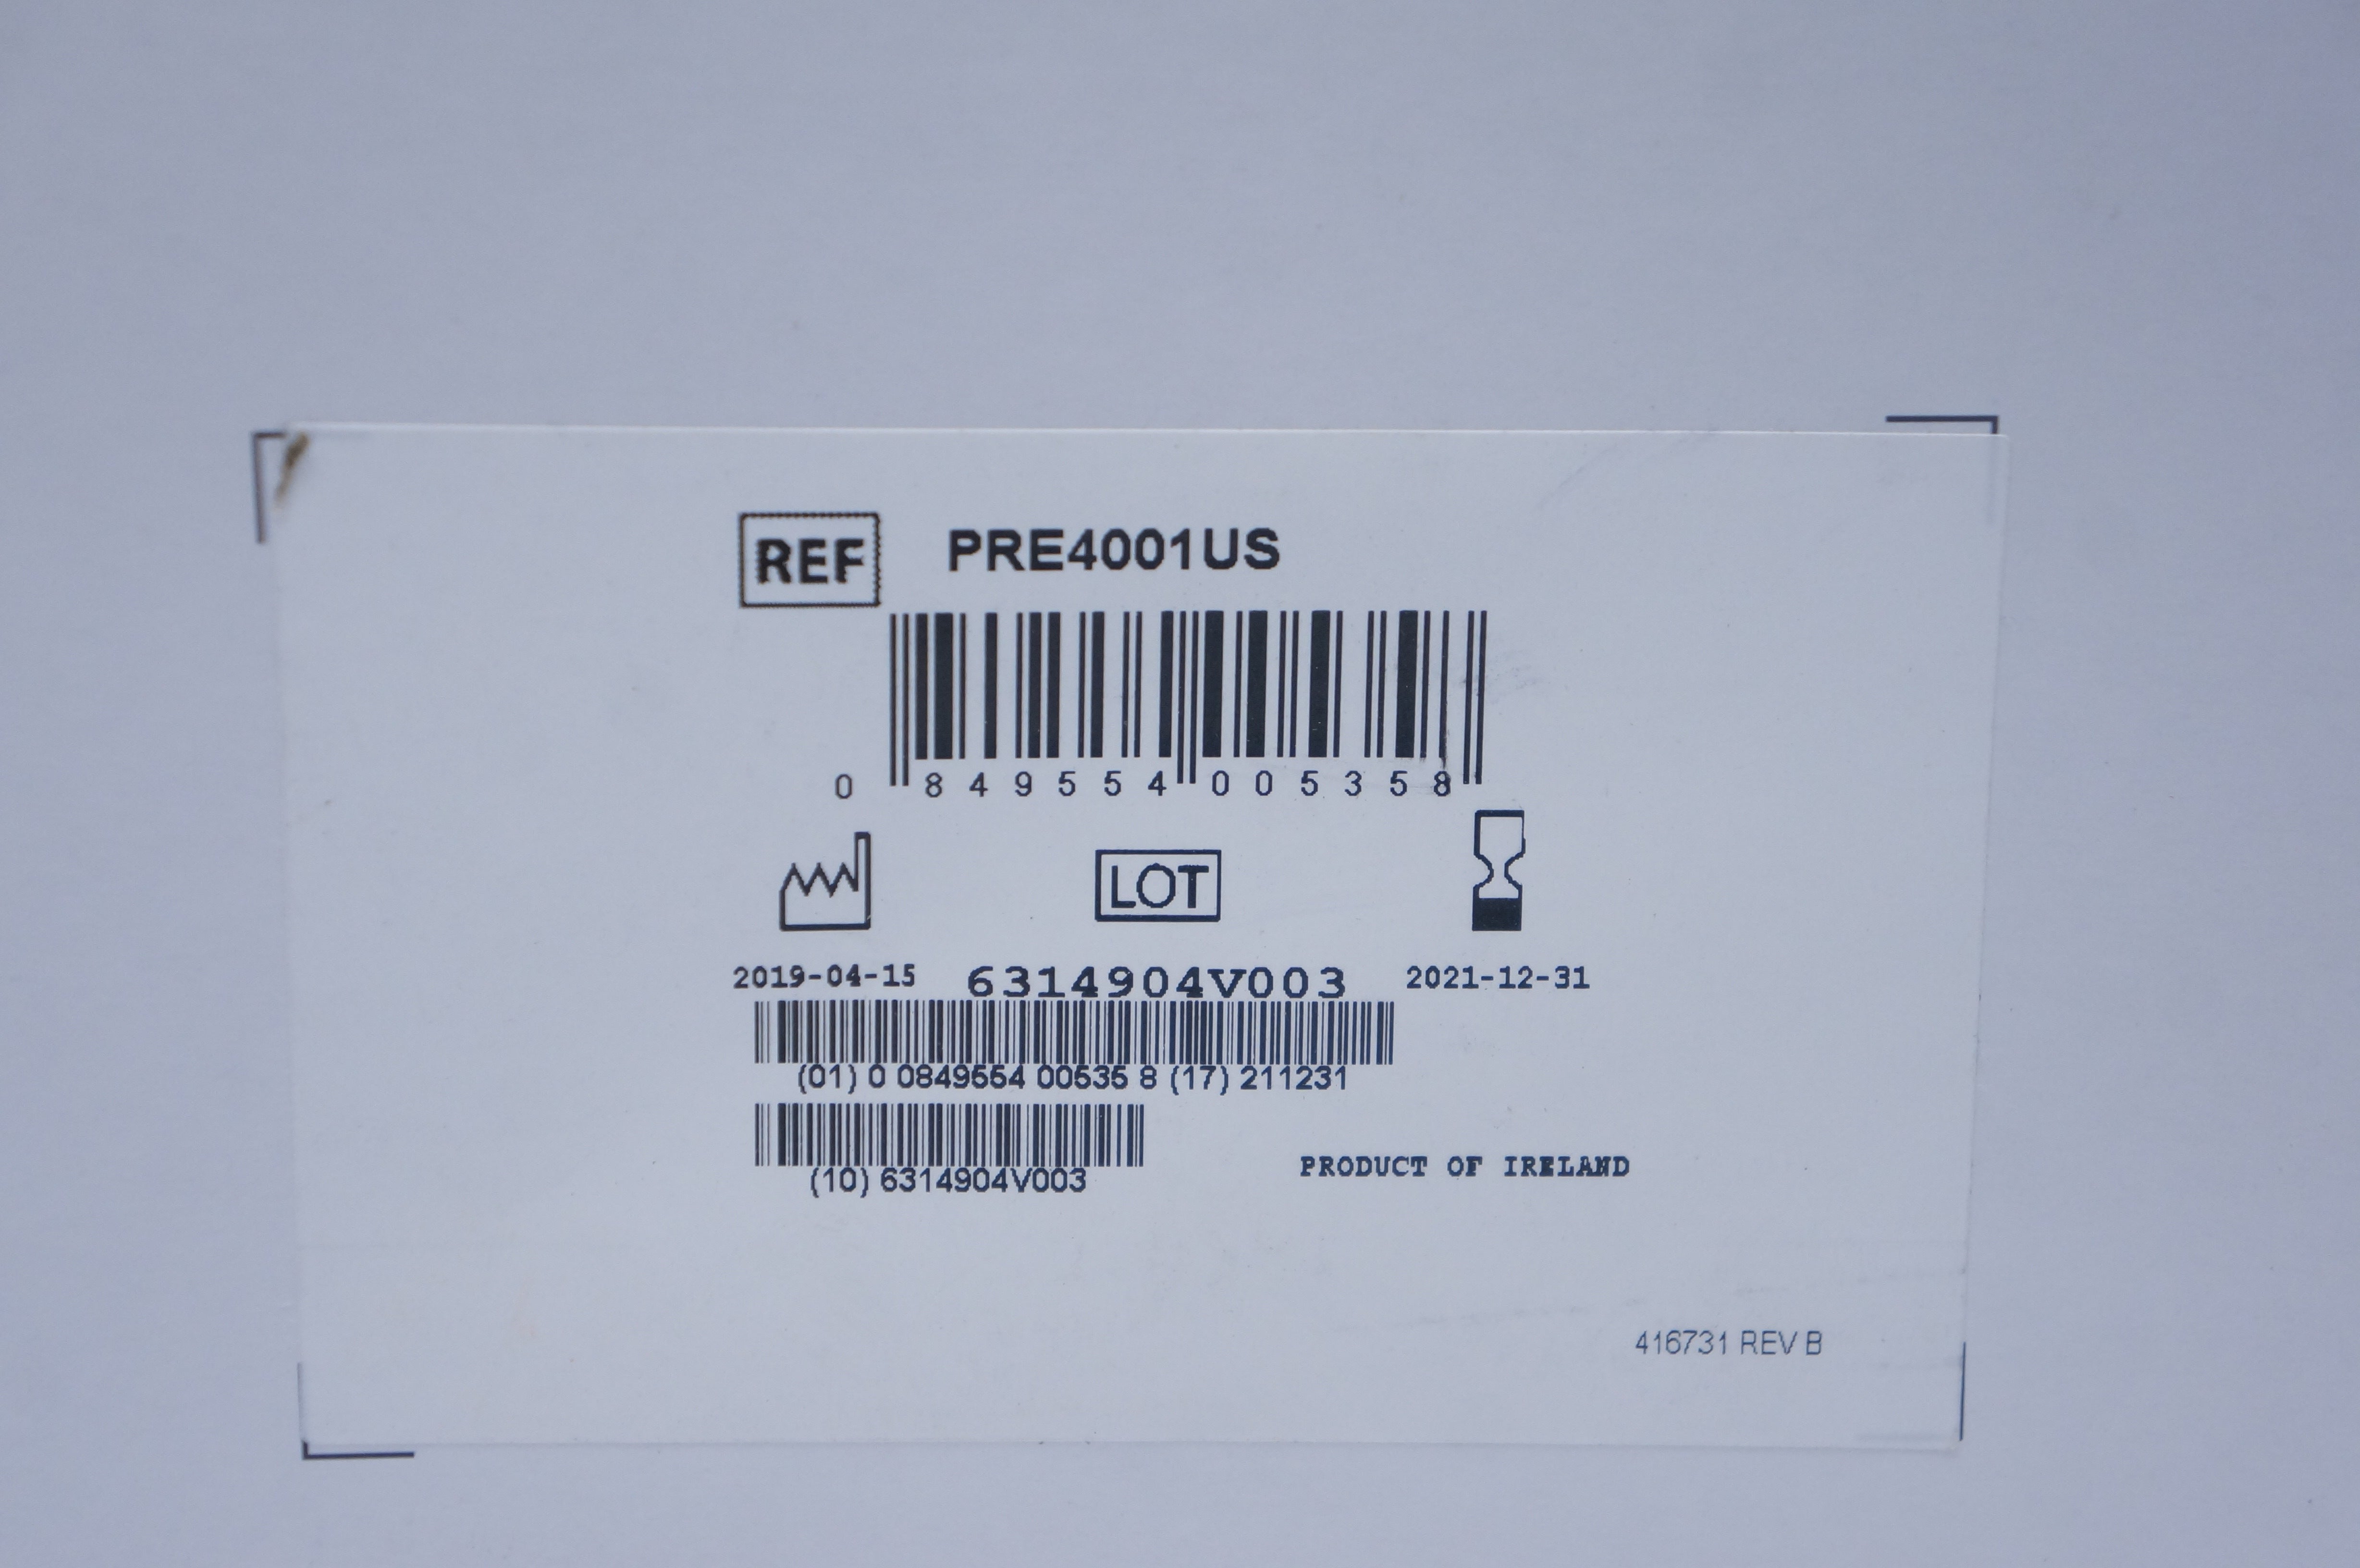 REF PRE4001US
0 849554 005358
LOT
2019-04-15 6314904V003 2021-12-31
(01) 0 0849554 00535 8 (17) 211231
(10) 6314904V003
PRODUCT OF IRELAND
416731 REV B